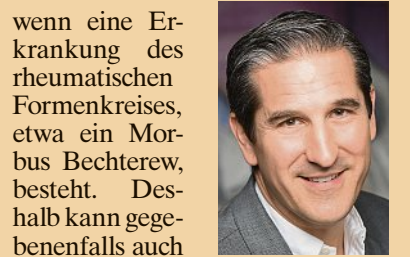 wenn eine Er-
krankung des
rheumatischen
Formenkreises,
etwa ein Mor-
bus Bechterew,
besteht. Des-
halb kann gege-
benenfalls auch